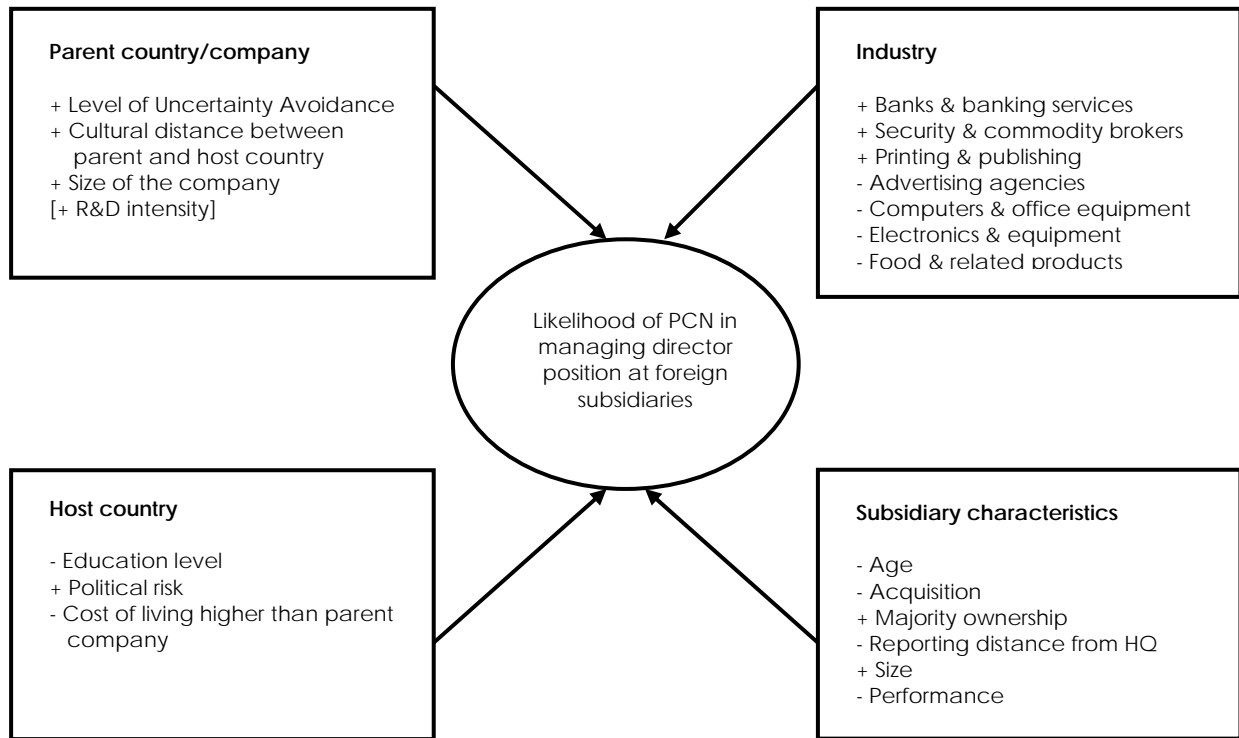 Parent country/company
+ Level of Uncertainty Avoidance
+ Cultural distance between
parent and host country
+ Size of the company
[+ R&D intensity]
Industry
+ Banks & banking services
+ Security & commodity brokers
+ Printing & publishing
- Advertising agencies
- Computers & office equipment
- Electronics & equipment
- Food & related products
Likelihood of PCN in
managing director
position at foreign
subsidiaries
Host country
- Education level
+ Political risk
- Cost of living higher than parent
company
Subsidiary characteristics
- Age
- Acquisition
+ Majority ownership
- Reporting distance from HQ
+ Size
- Performance